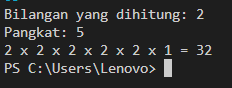 Bilangan yang dihitung: 2
Pangkat: 5
2 x 2 x 2 x 2 x 2 x 1 = 32
PS C:\Users\Lenovo>